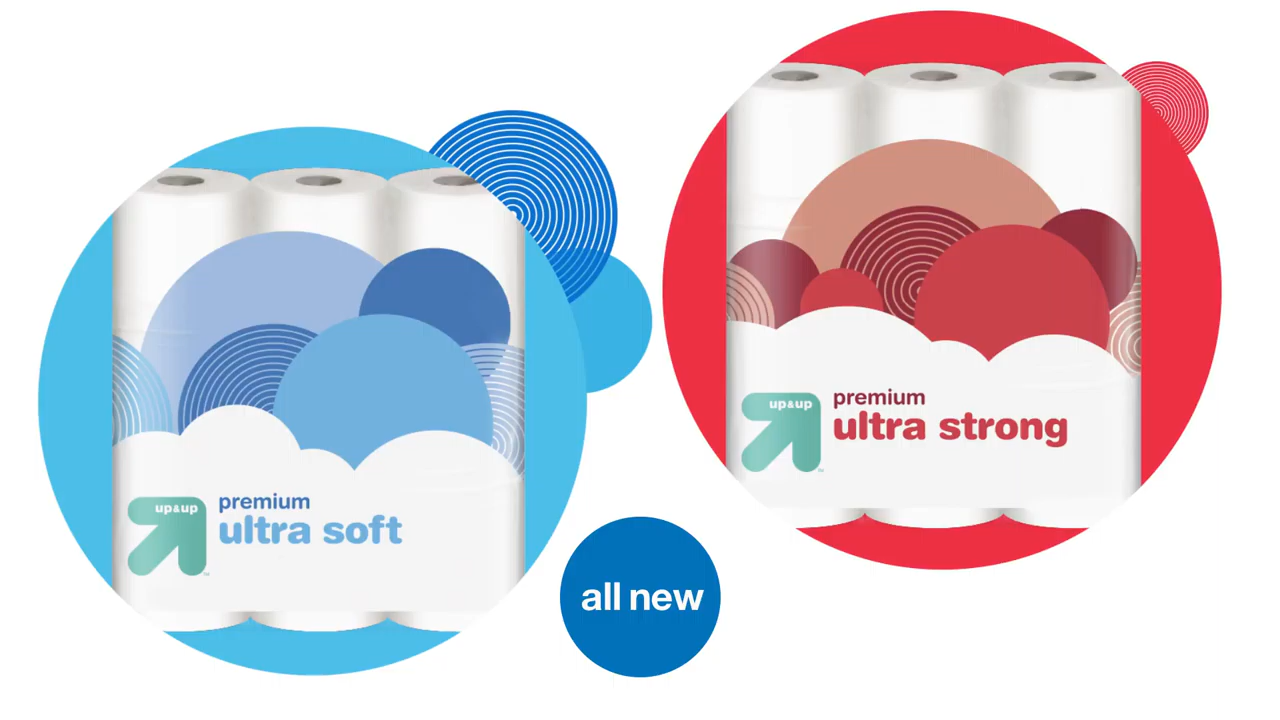 up&up
premium
ultra soft
all new
up&up
premium
ultra strong